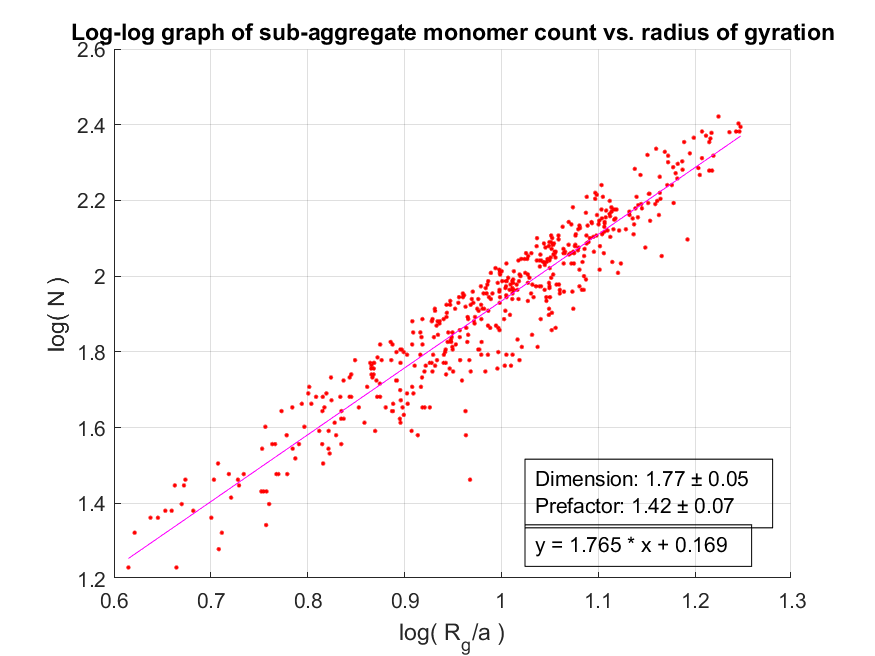 Log-log graph of sub-aggregate monomer count vs. radius of gyration
2.6
2.4
2.2
2
1.8
1.6
1.4
1.2
log( N )
Dimension: 1.77 ± 0.05
Prefactor: 1.42 ± 0.07
y = 1.765 * x + 0.169
0.6 0.7 0.8 0.9 1 1.1 1.2 1.3
log( R_g/a )